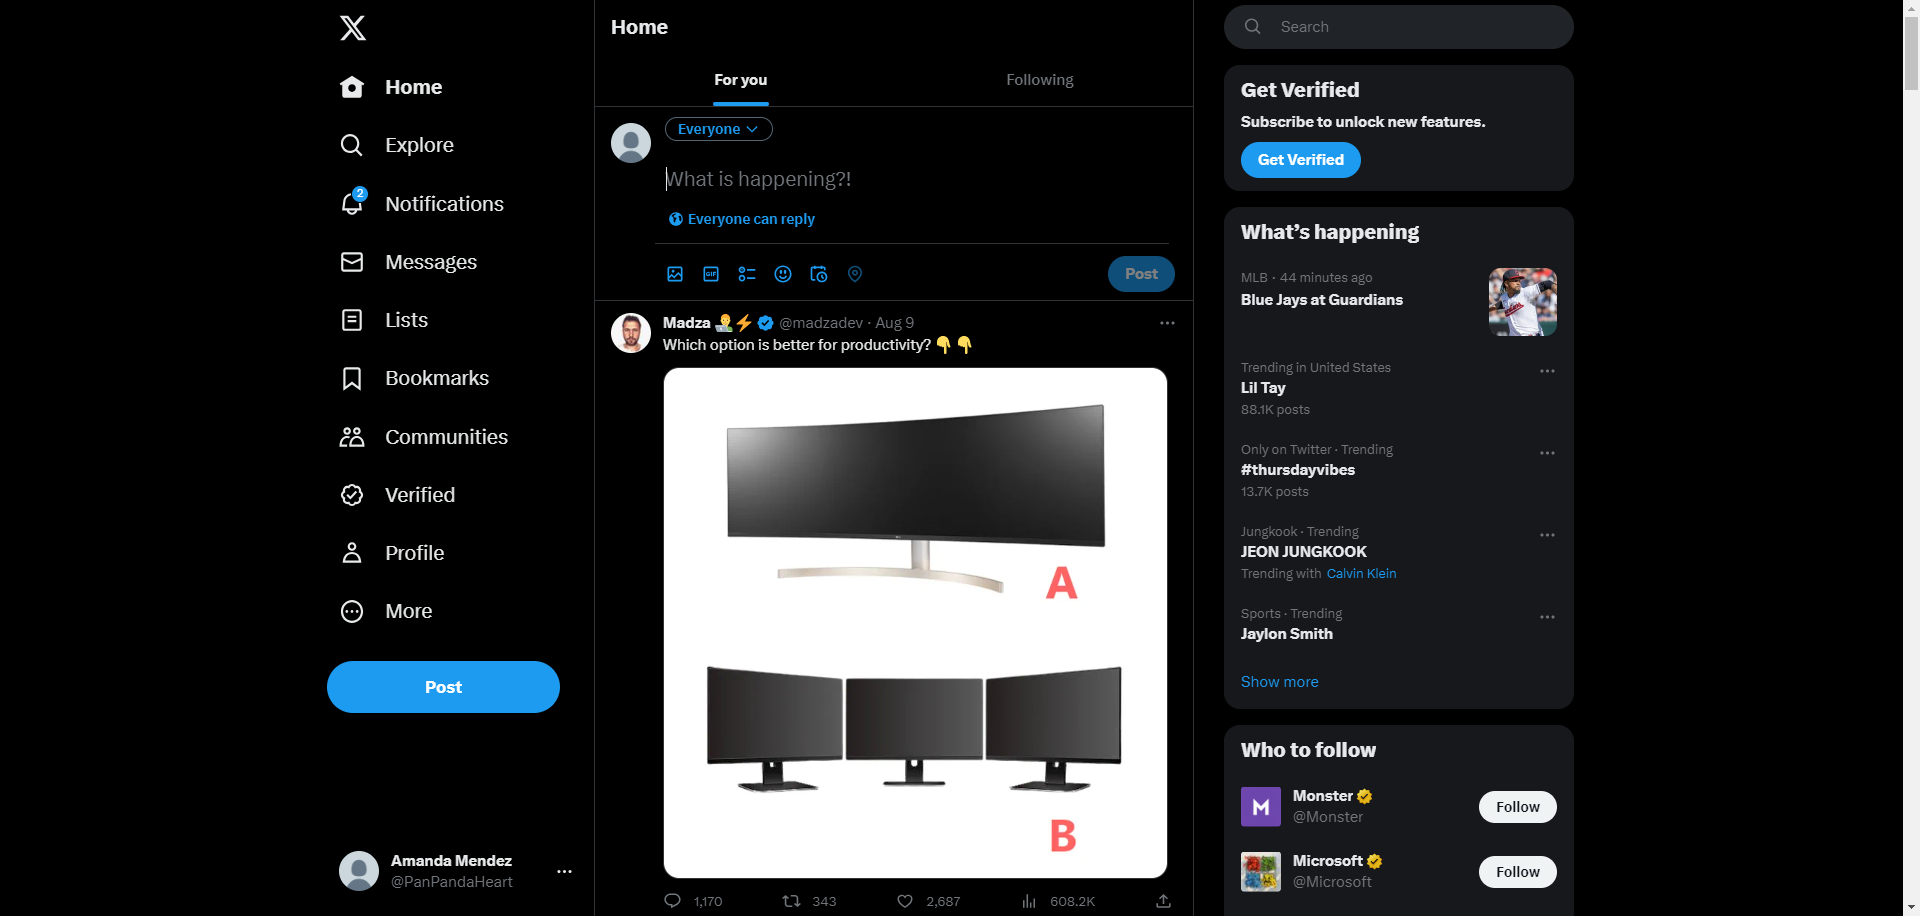 Home
Explore
2
Notifications
Messages
Lists
Bookmarks
Communities
Verified
Profile
More
Post
Amanda Mendez
@PanPandaHeart
Home
For you
Following
Everyone
What is happening?!
Everyone can reply
GIF
Post
Madza @madzadev · Aug 9
Which option is better for productivity?
A
B
1,170
343
2,687
608.2K
Search
Get Verified
Subscribe to unlock new features.
Get Verified
What’s happening
MLB · 44 minutes ago
Blue Jays at Guardians
Trending in United States
Lil Tay
88.1K posts
Only on Twitter · Trending
#thursdayvibes
13.7K posts
Jungkook · Trending
JEON JUNGKOOK
Trending with Calvin Klein
Sports · Trending
Jaylon Smith
Show more
Who to follow
M
Monster
@Monster
Follow
Microsoft
@Microsoft
Follow